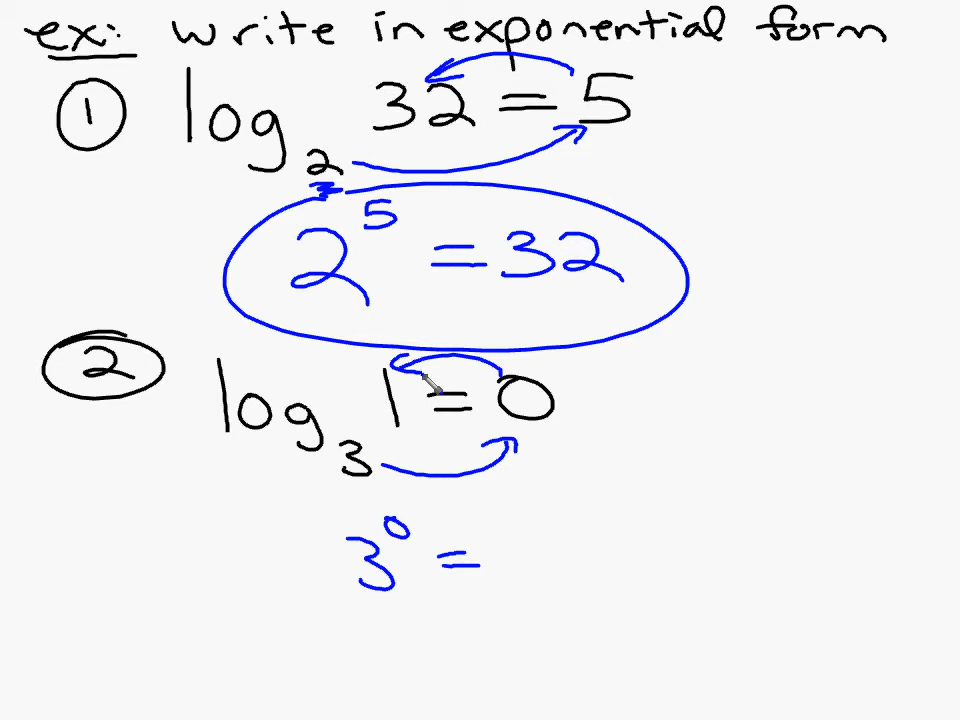 ex: write in exponential form
① log₂ 32 = 5
2⁵ = 32
② log₃ 1 = 0
3⁰ =